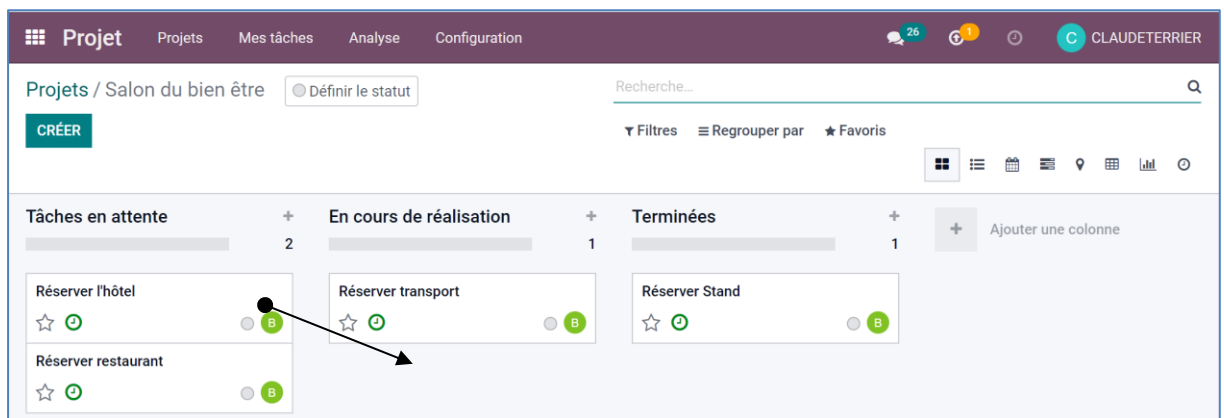 Projet Projets Mes tâches Analyse Configuration 26 1 C CLAUDETERRIER
Projets / Salon du bien être Définir le statut Recherche...
CRÉER Filtres Regrouper par Favoris
Tâches en attente En cours de réalisation Terminées Ajouter une colonne
2 1 1
Réserver l'hôtel Réserver transport Réserver Stand
B B B
Réserver restaurant
B